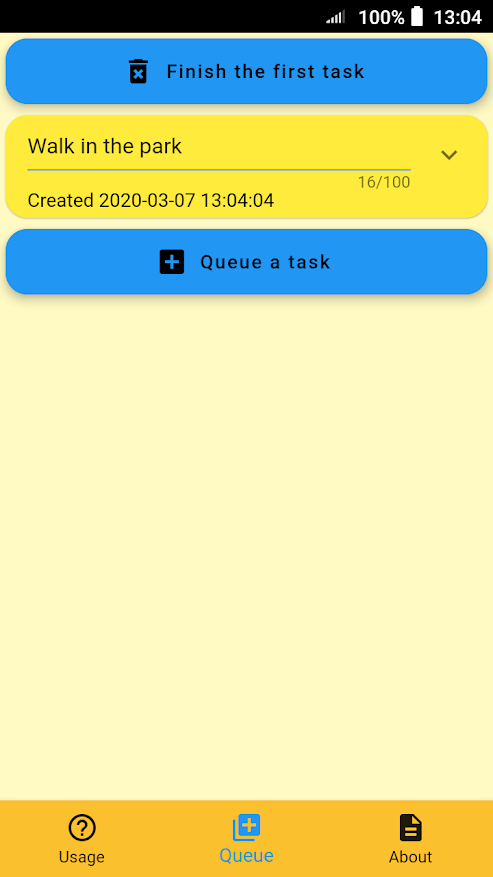 100% 13:04
Finish the first task
Walk in the park
16/100
Created 2020-03-07 13:04:04
Queue a task
Usage Queue About